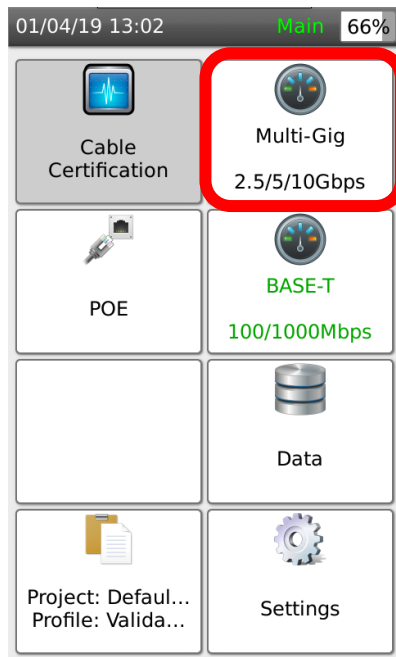 01/04/19 13:02 Main 66%
Cable
Certification
Multi-Gig
2.5/5/10Gbps
POE
BASE-T
100/1000Mbps
Data
Project: Defaul...
Profile: Valida...
Settings